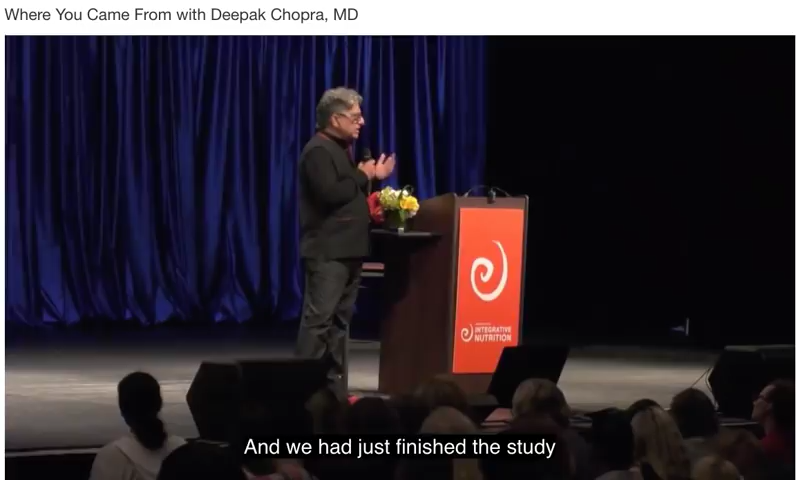 Where You Came From with Deepak Chopra, MD
INTEGRATIVE
NUTRITION
And we had just finished the study